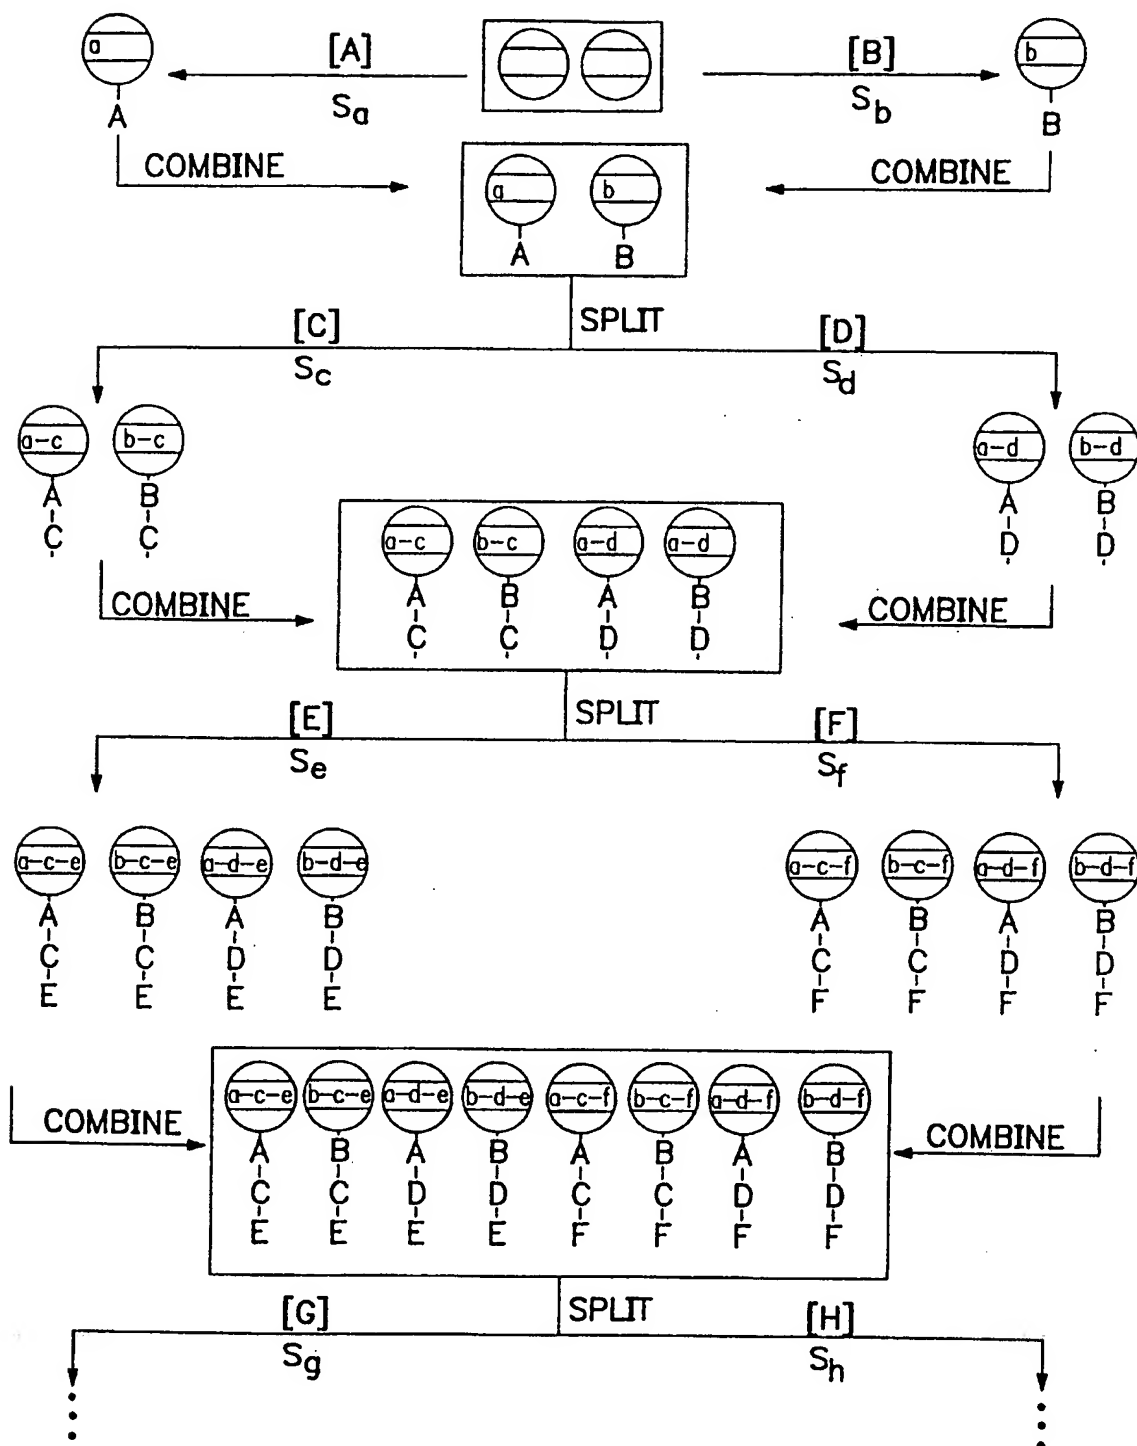 a [A] [B] b
Sa Sb
A B
COMBINE COMBINE
a b
A B
SPLIT
[C] [D]
Sc Sd
a-c b-c a-d b-d
A B A B
C C D D
a-c b-c a-d a-d
COMBINE COMBINE
A B A B
C C D D
SPLIT
[E] [F]
Se Sf
a-c-e b-c-e a-d-e b-d-e a-c-f b-c-f a-d-f b-d-f
A B A B A B A B
C C D D C C D D
E E E E F F F F
a-c-e b-c-e a-d-e b-d-e a-c-f b-c-f a-d-f b-d-f
COMBINE COMBINE
A B A B A B A B
C C D D C C D D
E E E E F F F F
SPLIT
[G] [H]
Sg Sh